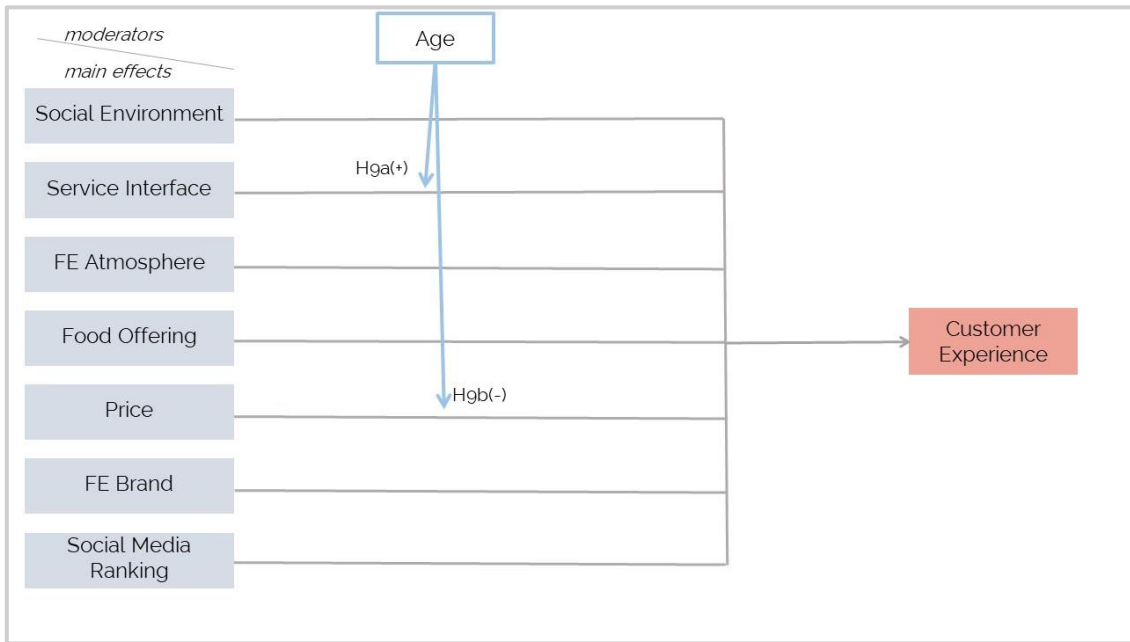 moderators
main effects
Age
Social Environment
Service Interface
H9a(+)
FE Atmosphere
Food Offering
Customer
Experience
Price
H9b(-)
FE Brand
Social Media
Ranking